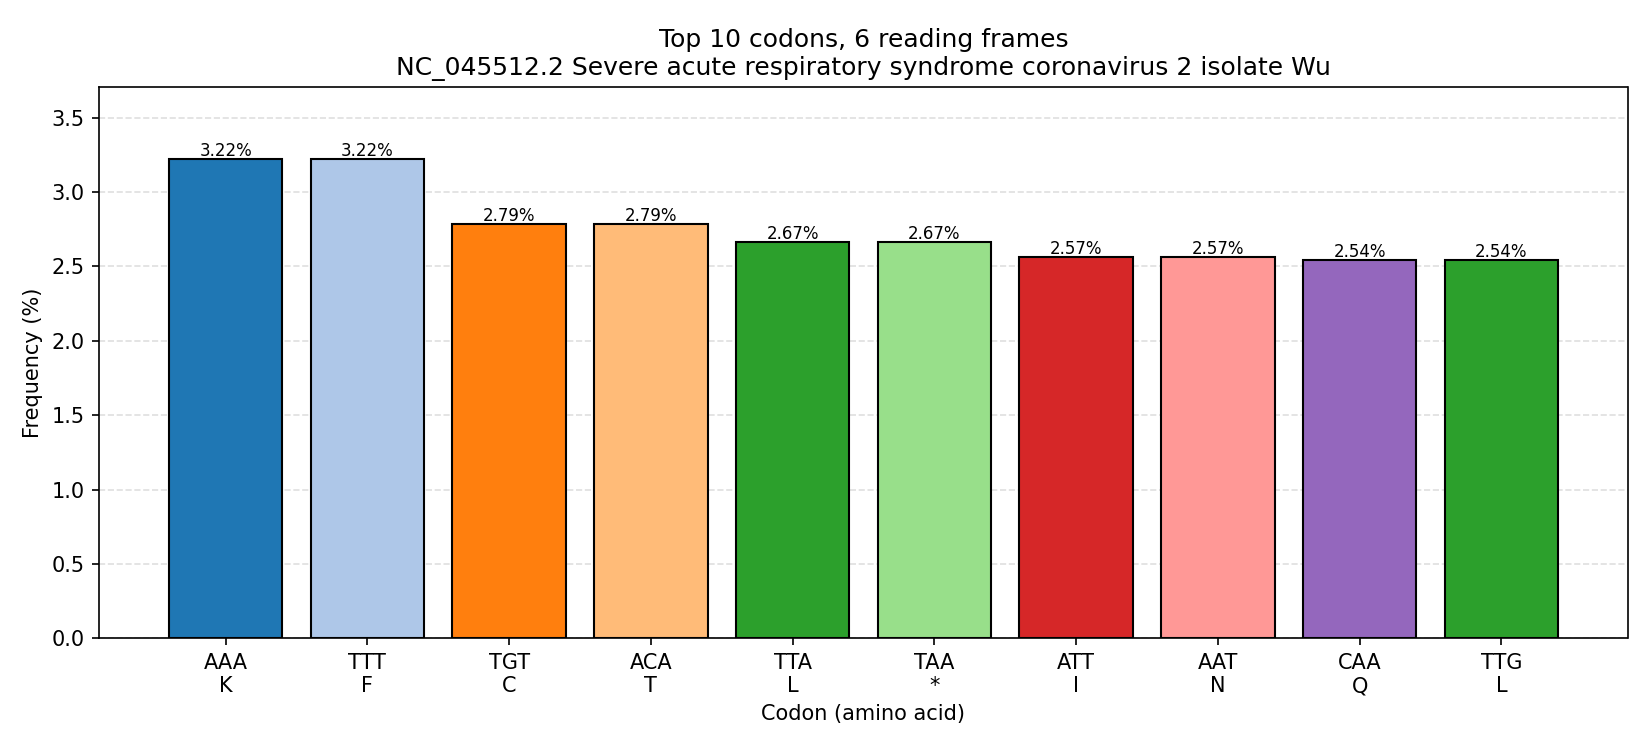 Top 10 codons, 6 reading frames
NC_045512.2 Severe acute respiratory syndrome coronavirus 2 isolate Wu
Frequency (%)
3.5
3.0
2.5
2.0
1.5
1.0
0.5
0.0
3.22% 3.22% 2.79% 2.79% 2.67% 2.67% 2.57% 2.57% 2.54% 2.54%
AAA TTT TGT ACA TTA TAA ATT AAT CAA TTG
K F C T L * I N Q L
Codon (amino acid)